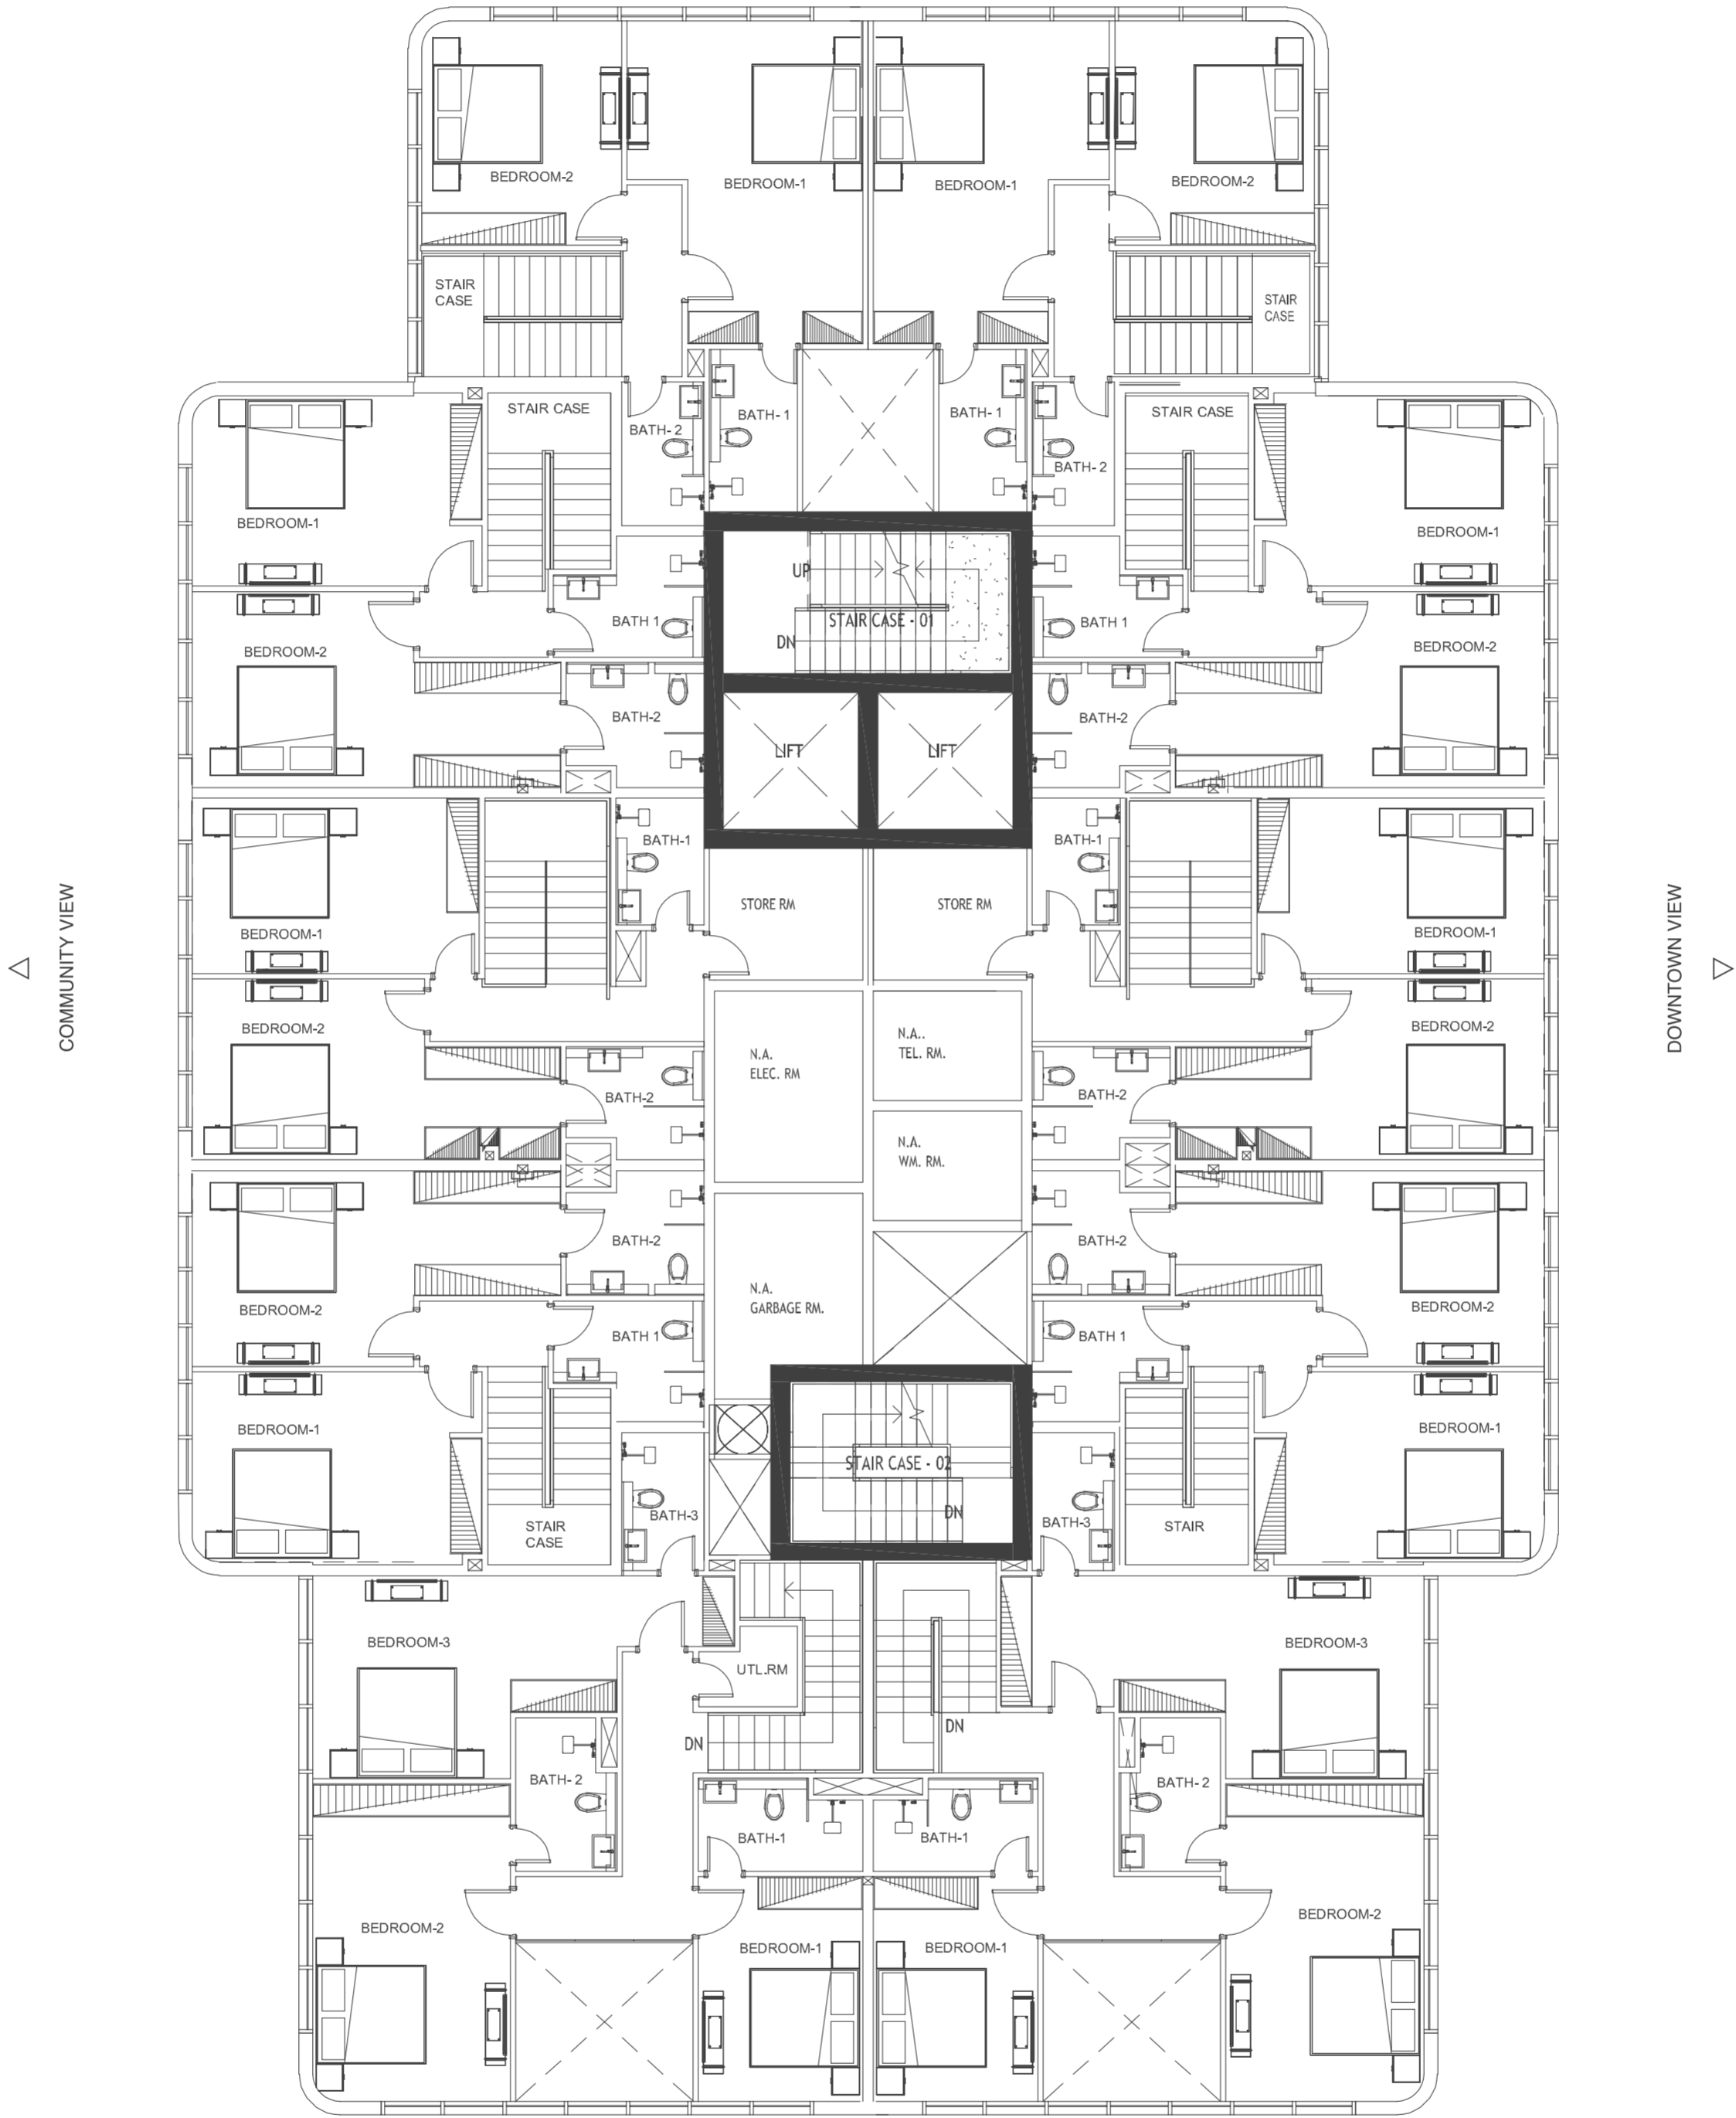 BEDROOM-2
BEDROOM-1
BEDROOM-1
BEDROOM-2
STAIR
CASE
STAIR
CASE
STAIR CASE
BATH- 2
BATH- 1
BATH- 1
BATH- 2
STAIR CASE
BEDROOM-1
BEDROOM-1
UP
STAIR CASE - 01
DN
BATH 1
BATH 1
BEDROOM-2
BEDROOM-2
BATH-2
BATH-2
LIFT
LIFT
BATH-1
BATH-1
STORE RM
STORE RM
BEDROOM-1
BEDROOM-1
COMMUNITY VIEW
DOWNTOWN VIEW
BEDROOM-2
BEDROOM-2
N.A.
ELEC. RM
N.A..
TEL. RM.
BATH-2
BATH-2
N.A.
WM. RM.
BATH-2
BATH-2
BEDROOM-2
BEDROOM-2
N.A.
GARBAGE RM.
BATH 1
BATH 1
BEDROOM-1
BEDROOM-1
STAIR CASE - 02
DN
BATH-3
BATH-3
STAIR
CASE
STAIR
BEDROOM-3
BEDROOM-3
UTL.RM
DN
DN
BATH- 2
BATH- 2
BATH-1
BATH-1
BEDROOM-2
BEDROOM-1
BEDROOM-1
BEDROOM-2